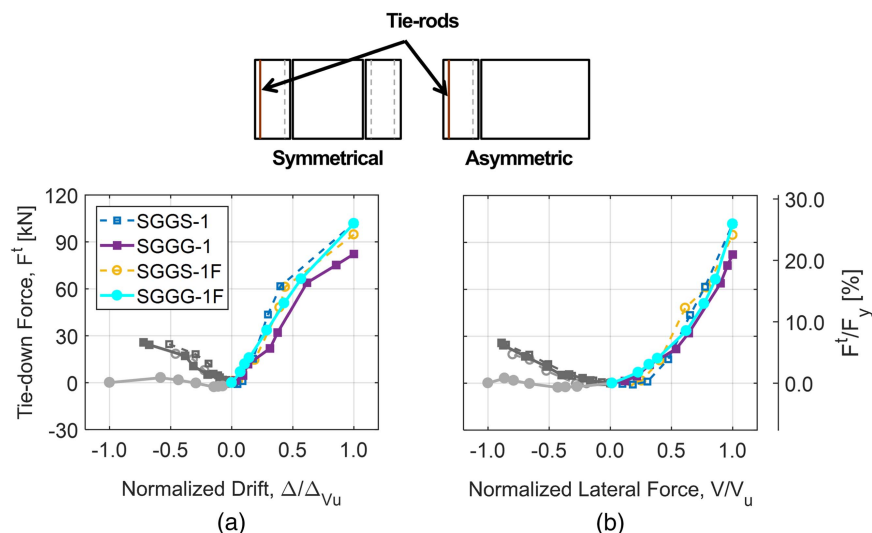 Tie-rods
Symmetrical
Asymmetric
Tie-down Force, F^t [kN]
120
90
60
30
0
-30
SGGS-1
SGGG-1
SGGS-1F
SGGG-1F
-1.0 -0.5 0.0 0.5 1.0
Normalized Drift, Δ/Δ_Vu
(a)
-1.0 -0.5 0.0 0.5 1.0
Normalized Lateral Force, V/V_u
(b)
30.0
20.0
10.0
0.0
F^t/F_y [%]